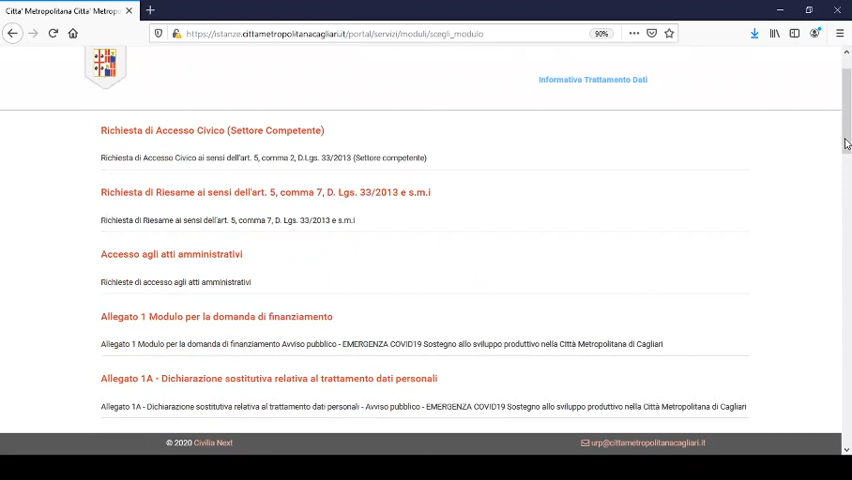 Citta' Metropolitana Citta' Metropo
https://istanze.cittametropolitanacagliari.it/portal/servizi/moduli/scegli_modulo
90%
Informativa Trattamento Dati
Richiesta di Accesso Civico (Settore Competente)
Richiesta di Accesso Civico ai sensi dell'art. 5, comma 2, D.Lgs. 33/2013 (Settore competente)
Richiesta di Riesame ai sensi dell'art. 5, comma 7, D. Lgs. 33/2013 e s.m.i
Richiesta di Riesame ai sensi dell'art. 5, comma 7, D. Lgs. 33/2013 e s.m.i
Accesso agli atti amministrativi
Richieste di accesso agli atti amministrativi
Allegato 1 Modulo per la domanda di finanziamento
Allegato 1 Modulo per la domanda di finanziamento Avviso pubblico - EMERGENZA COVID19 Sostegno allo sviluppo produttivo nella Città Metropolitana di Cagliari
Allegato 1A - Dichiarazione sostitutiva relativa al trattamento dati personali
Allegato 1A - Dichiarazione sostitutiva relativa al trattamento dati personali - Avviso pubblico - EMERGENZA COVID19 Sostegno allo sviluppo produttivo nella Città Metropolitana di Cagliari
© 2020 Civilia Next
urp@cittametropolitanacagliari.it